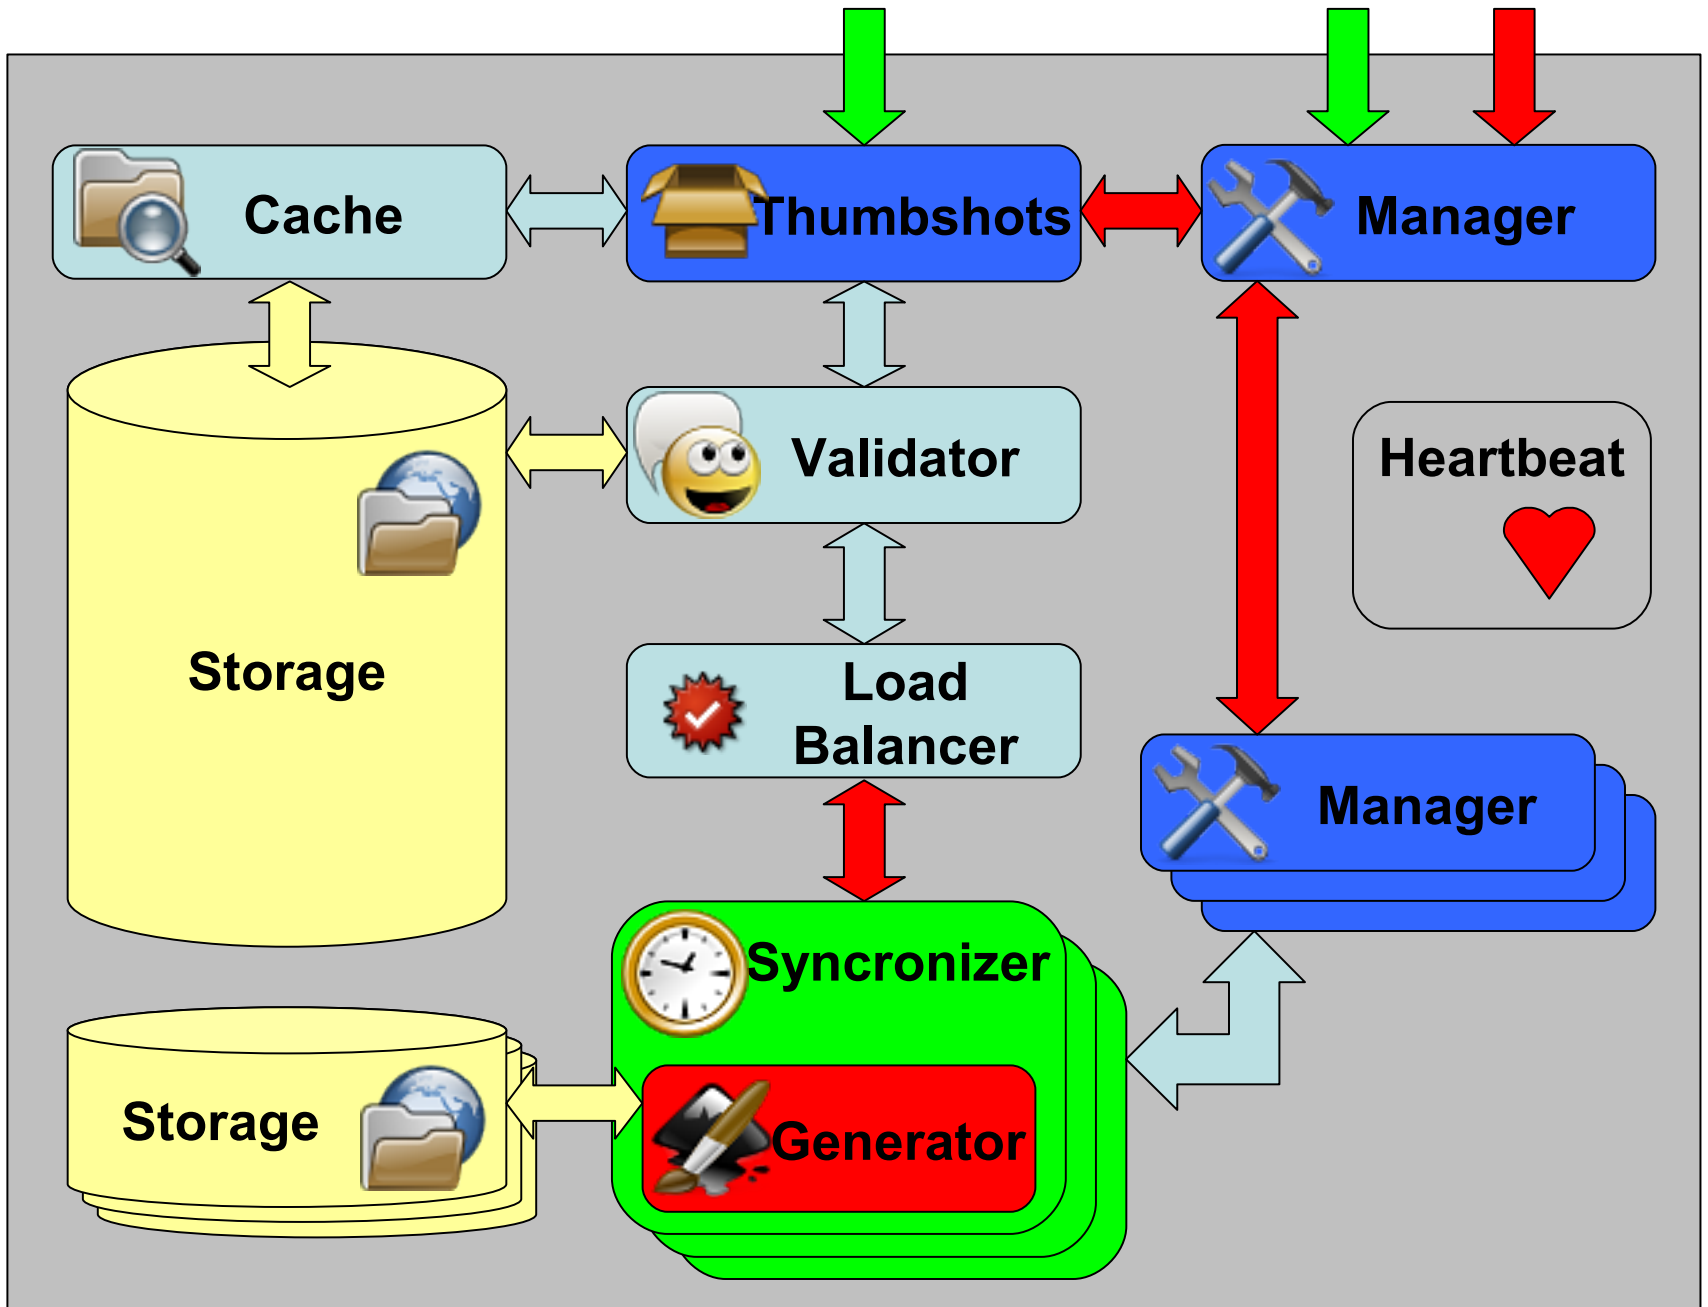 Cache
Thumbshots
Manager
Validator
Heartbeat
Storage
Load
Balancer
Manager
Syncronizer
Storage
Generator